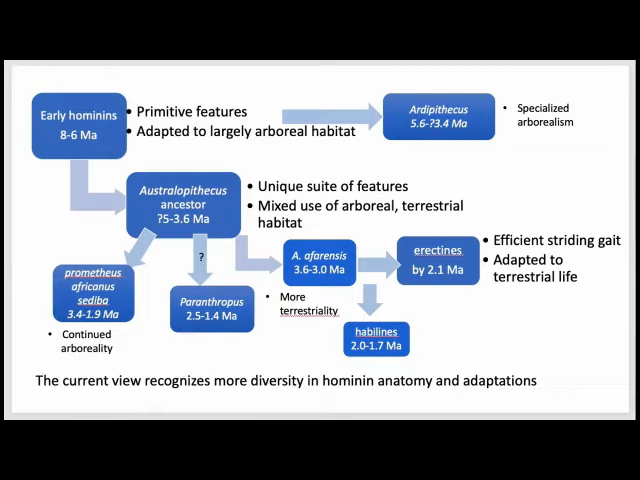 Early hominins
8-6 Ma
• Primitive features
• Adapted to largely arboreal habitat
Ardipithecus
5.6-?3.4 Ma
• Specialized
arborealism
Australopithecus
ancestor
?5-3.6 Ma
• Unique suite of features
• Mixed use of arboreal, terrestrial
habitat
prometheus
africanus
sediba
3.4-1.9 Ma
• Continued
arboreality
?
Paranthropus
2.5-1.4 Ma
A. afarensis
3.6-3.0 Ma
• More
terrestriality
erectines
by 2.1 Ma
• Efficient striding gait
• Adapted to
terrestrial life
habilines
2.0-1.7 Ma
The current view recognizes more diversity in hominin anatomy and adaptations